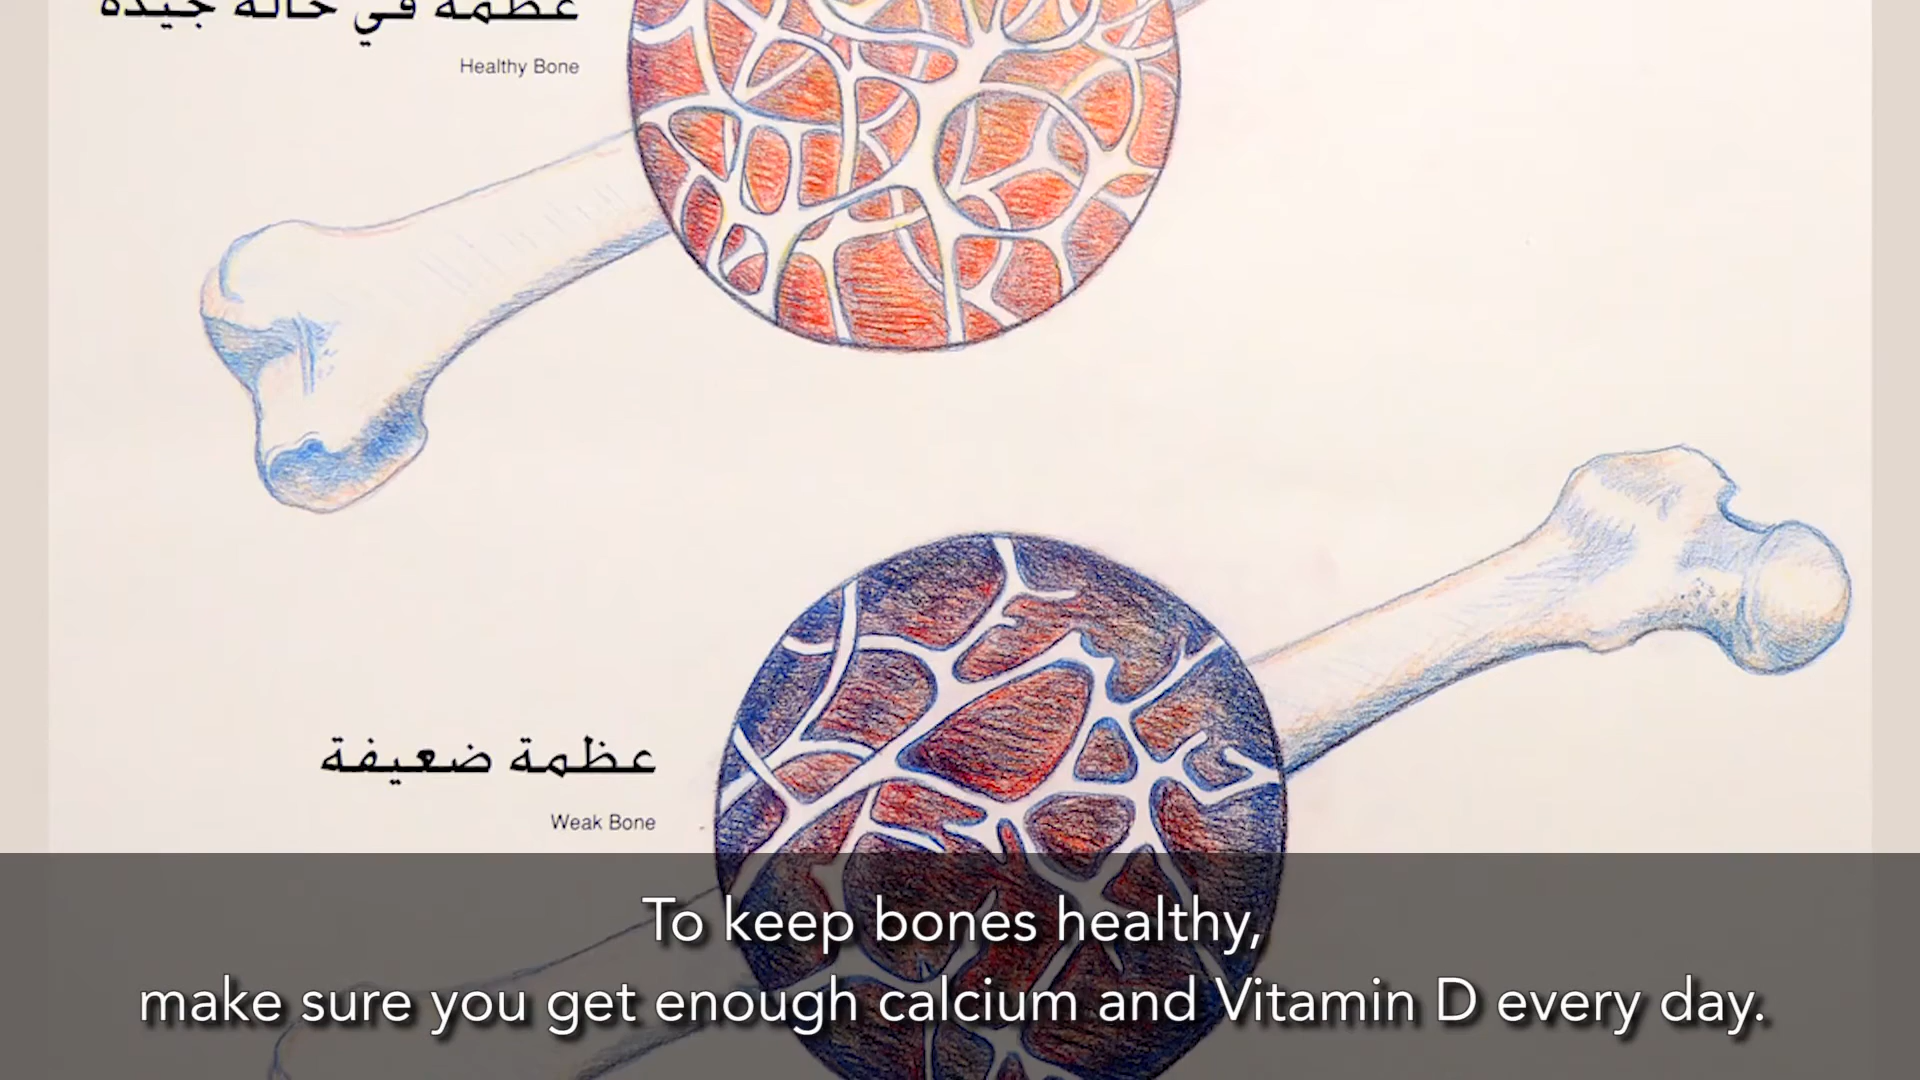 عظمة في حالة جيدة
Healthy Bone
عظمة ضعيفة
Weak Bone
To keep bones healthy,
make sure you get enough calcium and Vitamin D every day.